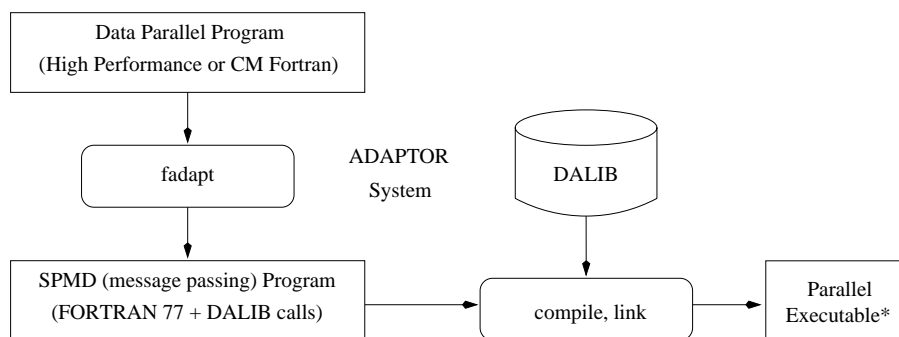 Data Parallel Program
(High Performance or CM Fortran)
fadapt
ADAPTOR
System
DALIB
SPMD (message passing) Program
(FORTRAN 77 + DALIB calls)
compile, link
Parallel
Executable*